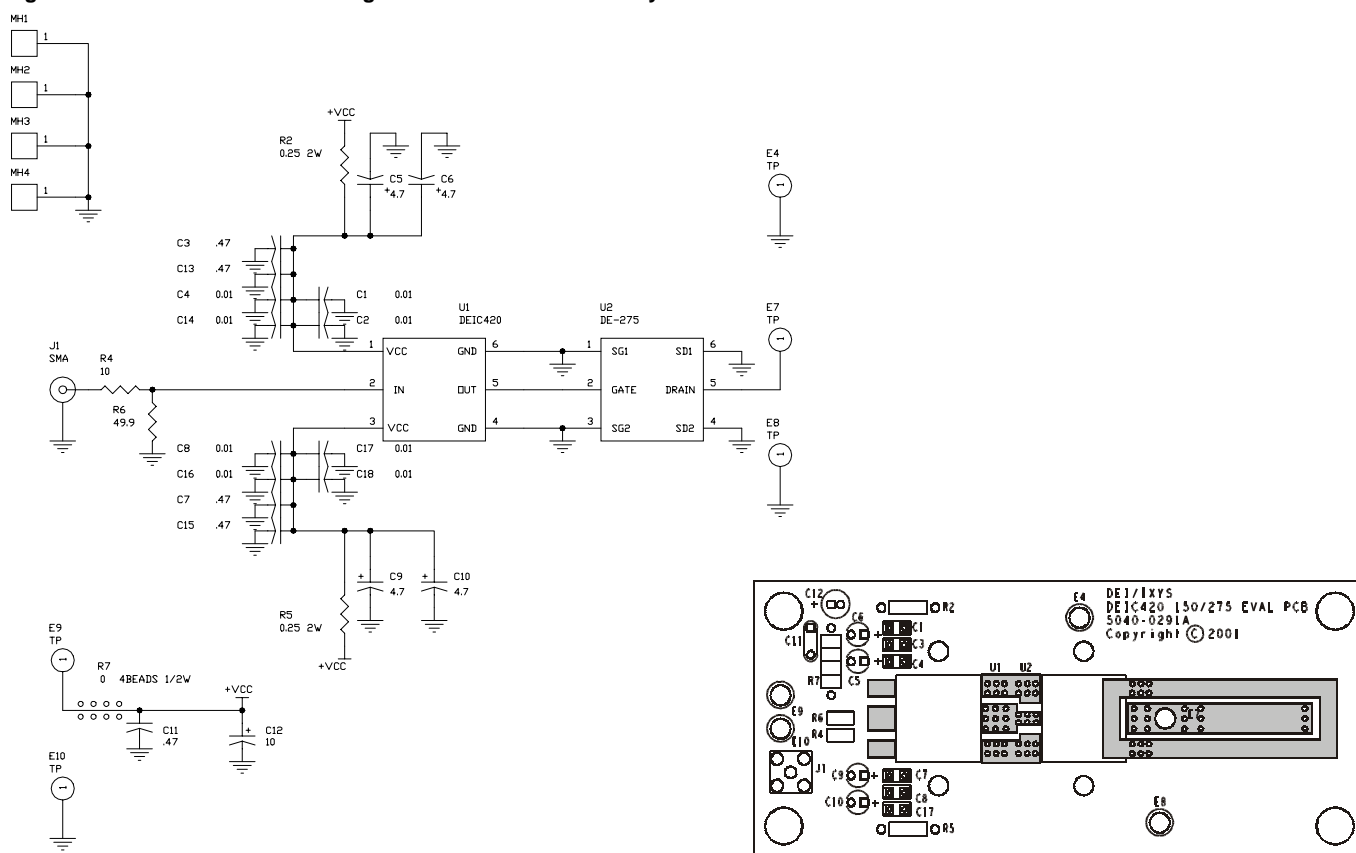 MH1
1
MH2
1
MH3
1
MH4
1
+VCC
R2
0.25 2W
C5
+4.7
C6
+4.7
E4
TP
1
C3 .47
C13 .47
C4 0.01
C14 0.01
C1 0.01
C2 0.01
U1
DEIC420
U2
DE-275
E7
TP
1
J1
SMA
R4
10
R6
49.9
1 VCC GND 6
2 IN OUT 5
3 VCC GND 4
1 SG1 SD1 6
2 GATE DRAIN 5
3 SG2 SD2 4
E8
TP
1
C8 0.01
C16 0.01
C7 .47
C15 .47
C17 0.01
C18 0.01
+ C9
4.7
+ C10
4.7
R5
0.25 2W
+VCC
E9
TP
1
R7
0 4BEADS 1/2W
+VCC
C11
.47
+ C12
10
E10
TP
1
DEI/IXYS
DEIC420 150/275 EVAL PCB
5040-0291A
Copyright © 2001
C12
+
R2
E4
C6
+
C1
C3
C4
C11
C5
+
R7
U1 U2
E9
R6
R4
E10
J1
C9
+
C7
C8
C10
+
C17
R5
E8